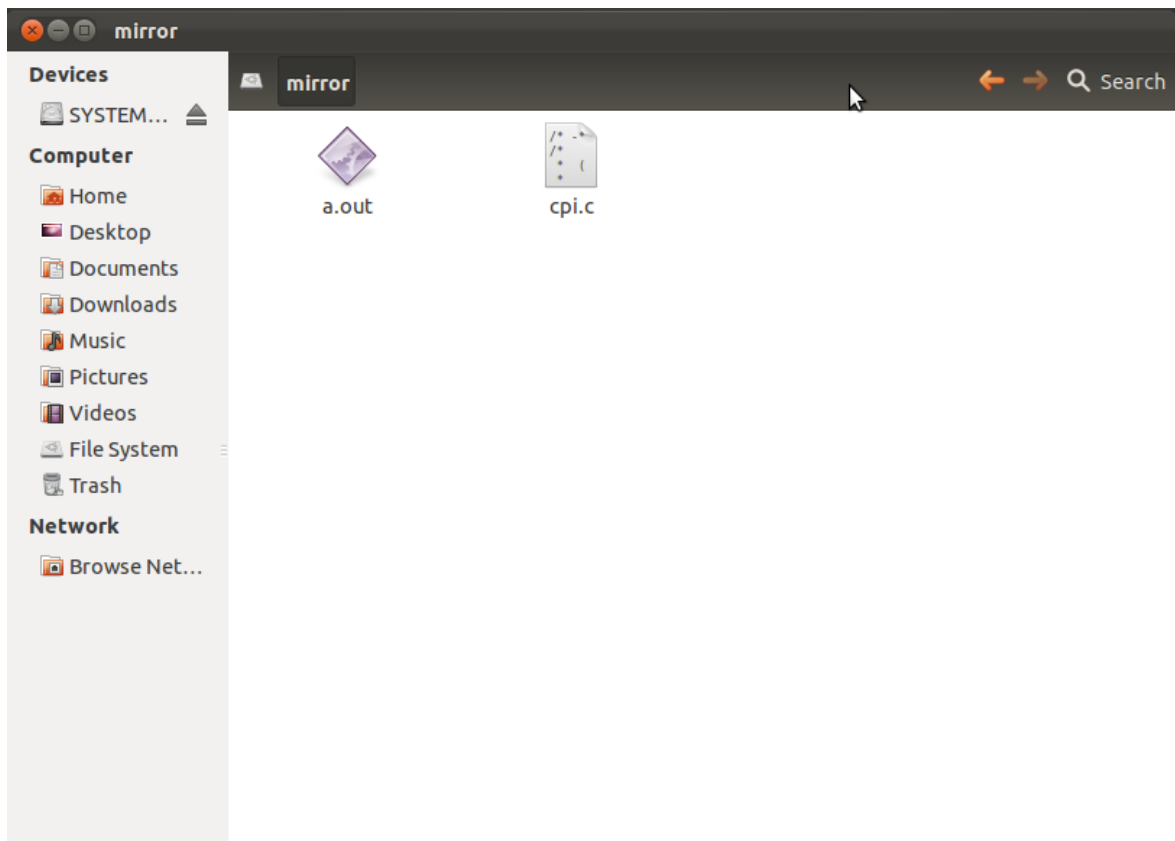 mirror
Devices
SYSTEM...
Computer
Home
Desktop
Documents
Downloads
Music
Pictures
Videos
File System
Trash
Network
Browse Net...
mirror
Search
/* -*
/*
* (
*
a.out
cpi.c